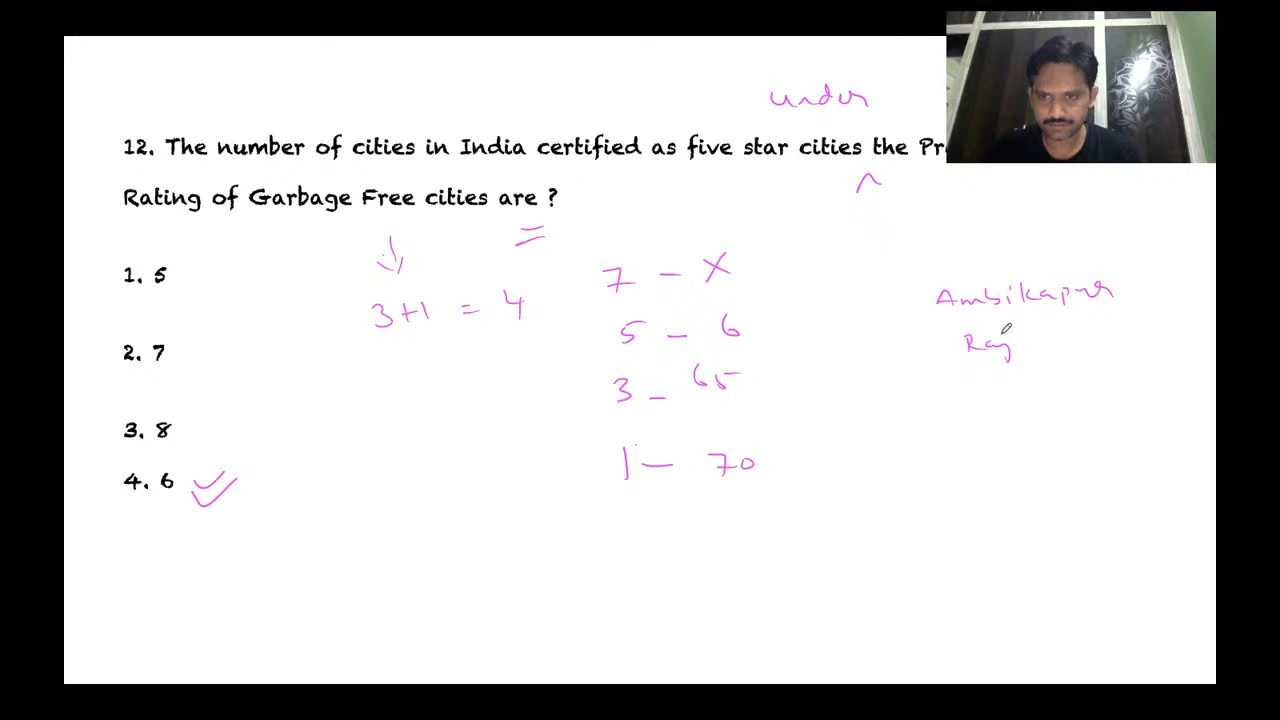 under
12. The number of cities in India certified as five star cities the
Rating of Garbage Free cities are ?
1. 5
2. 7
3. 8
4. 6
3+1 = 4
7 - X
5 - 6
3 - 65
1 - 70
Ambikapur
Raj